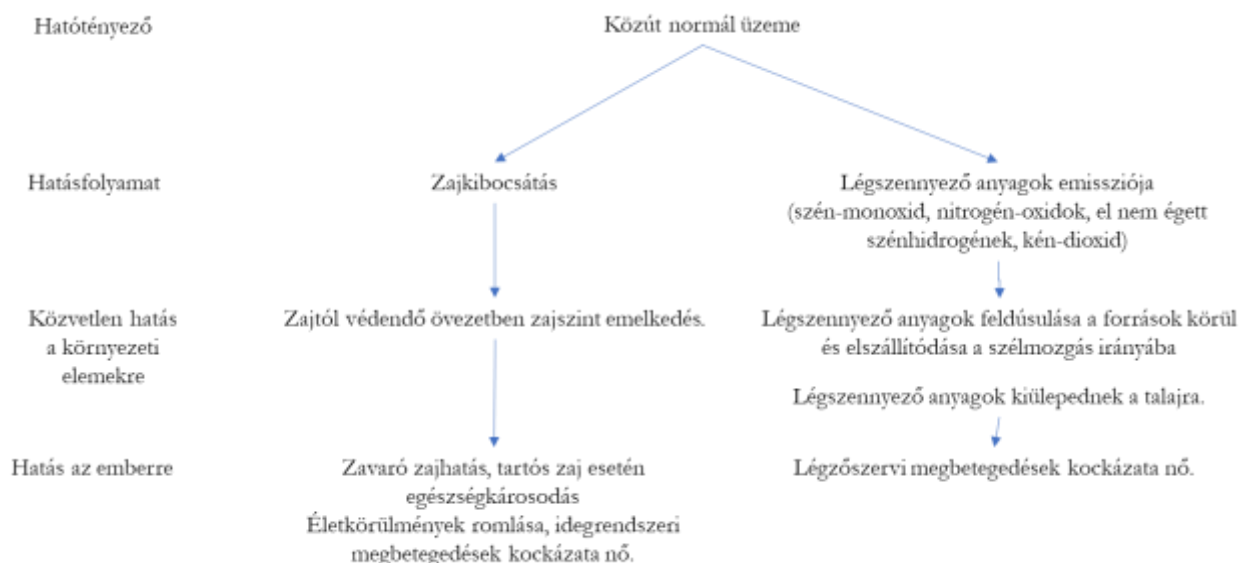 Hatótényező
Közút normál üzeme
Hatásfolyamat
Zajkibocsátás
Légszennyező anyagok emissziója
(szén-monoxid, nitrogén-oxidok, el nem égett
szénhidrogének, kén-dioxid)
Közvetlen hatás
a környezeti
elemekre
Zajtól védendő övezetben zajszint emelkedés.
Légszennyező anyagok feldúsulása a források körül
és elszállítódása a szélmozgás irányába
Légszennyező anyagok kiülepednek a talajra.
Hatás az emberre
Zavaró zajhatás, tartós zaj esetén
egészségkárosodás
Életkörülmények romlása, idegrendszeri
megbetegedések kockázata nő.
Légzőszervi megbetegedések kockázata nő.